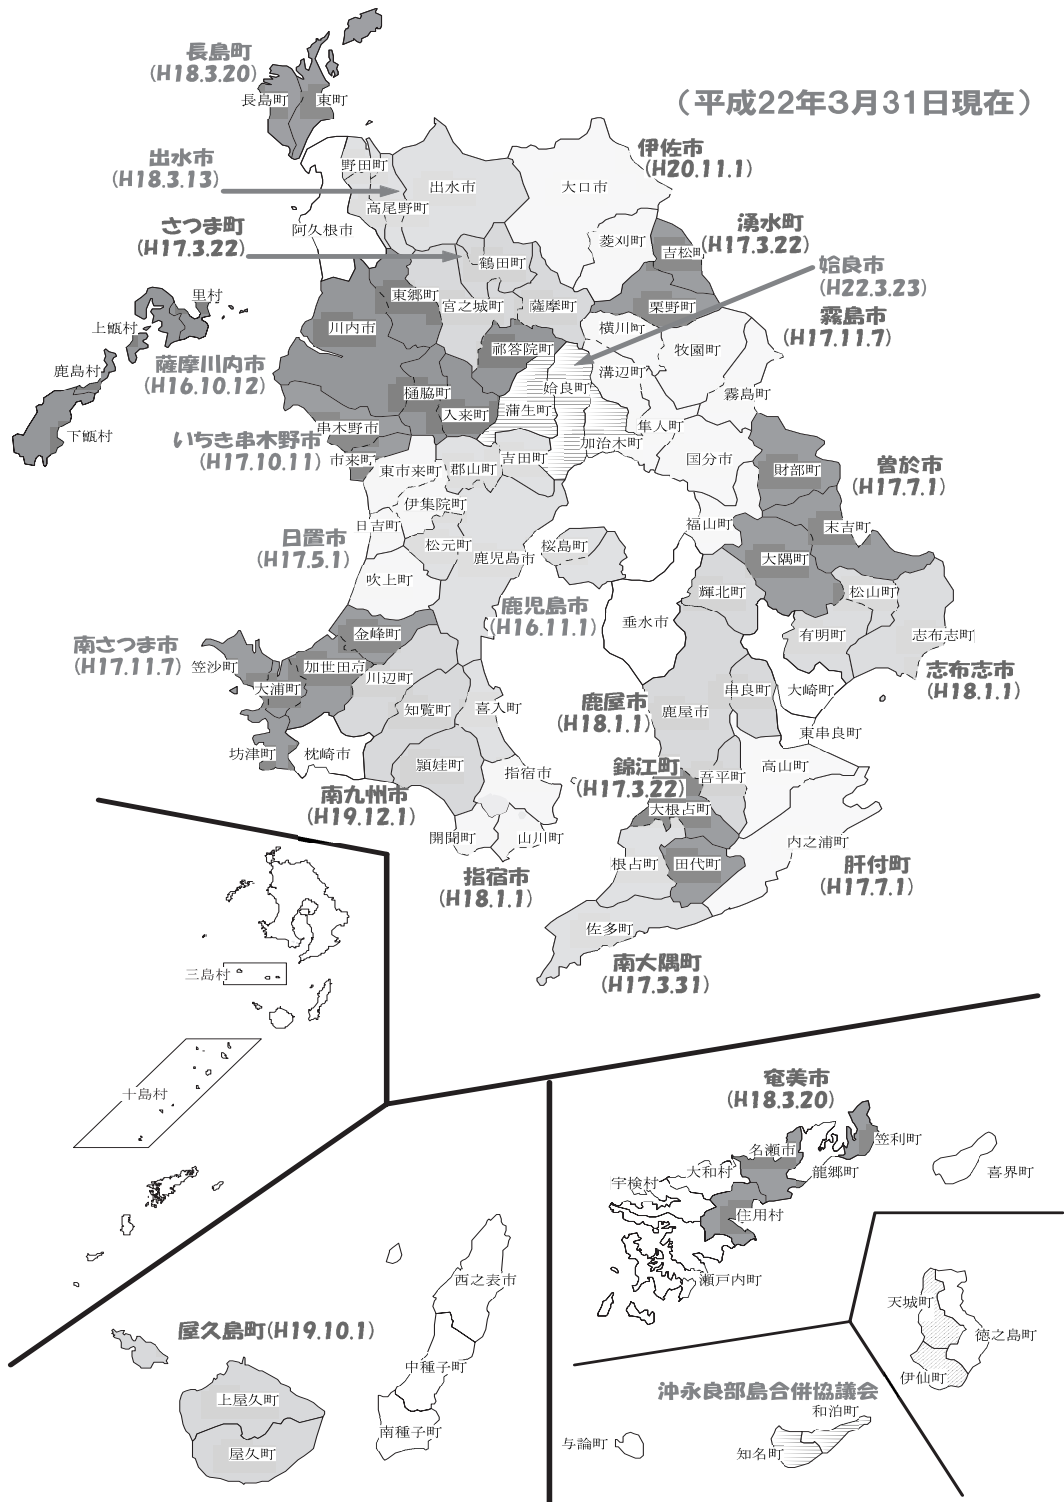 長島町
(H18.3.20)
長島町
東町
（平成22年3月31日現在）
出水市
(H18.3.13)
野田町
出水市
高尾野町
大口市
伊佐市
(H20.11.1)
さつま町
(H17.3.22)
阿久根市
鶴田町
菱刈町
吉松町
湧水町
(H17.3.22)
姶良市
(H22.3.23)
里村
上甑村
東郷町
宮之城町
薩摩町
栗野町
霧島市
(H17.11.7)
川内市
横川町
牧園町
祁答院町
鹿島村
薩摩川内市
(H16.10.12)
溝辺町
姶良町
霧島町
樋脇町
入来町
蒲生町
下甑村
串木野市
加治木町
隼人町
いちき串木野市
(H17.10.11)
市来町
東市来町
郡山町
吉田町
国分市
財部町
曽於市
(H17.7.1)
伊集院町
日吉町
福山町
末吉町
日置市
(H17.5.1)
松元町
鹿児島市
桜島町
大隅町
吹上町
輝北町
松山町
鹿児島市
(H16.11.1)
垂水市
金峰町
有明町
志布志町
南さつま市
(H17.11.7)
笠沙町
加世田市
川辺町
大浦町
志布志市
(H18.1.1)
知覧町
喜入町
鹿屋市
(H18.1.1)
鹿屋市
串良町
大崎町
東串良町
坊津町
枕崎市
頴娃町
指宿市
錦江町
(H17.3.22)
吾平町
高山町
南九州市
(H19.12.1)
大根占町
開聞町
山川町
内之浦町
指宿市
(H18.1.1)
根占町
田代町
肝付町
(H17.7.1)
佐多町
南大隅町
(H17.3.31)
三島村
十島村
奄美市
(H18.3.20)
名瀬市
笠利町
大和村
龍郷町
喜界町
宇検村
住用村
瀬戸内町
西之表市
天城町
徳之島町
伊仙町
屋久島町(H19.10.1)
中種子町
上屋久町
南種子町
屋久町
沖永良部島合併協議会
和泊町
知名町
与論町